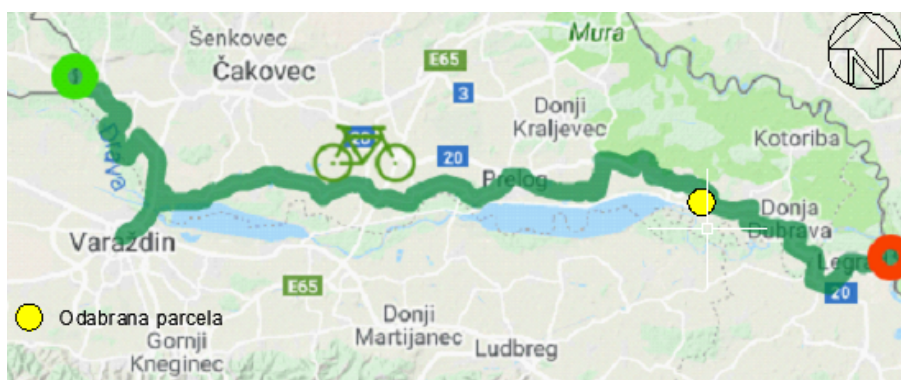 Mura
Šenkovec
Čakovec
E65
3
N
Donji
Kraljevec
Kotoriba
Drava
20
20
Prelog
Donja
Dubrava
Varaždin
Legrad
E65
20
Odabrana parcela
Donji
Martijanec
Gornji
Kneginec
Ludbreg